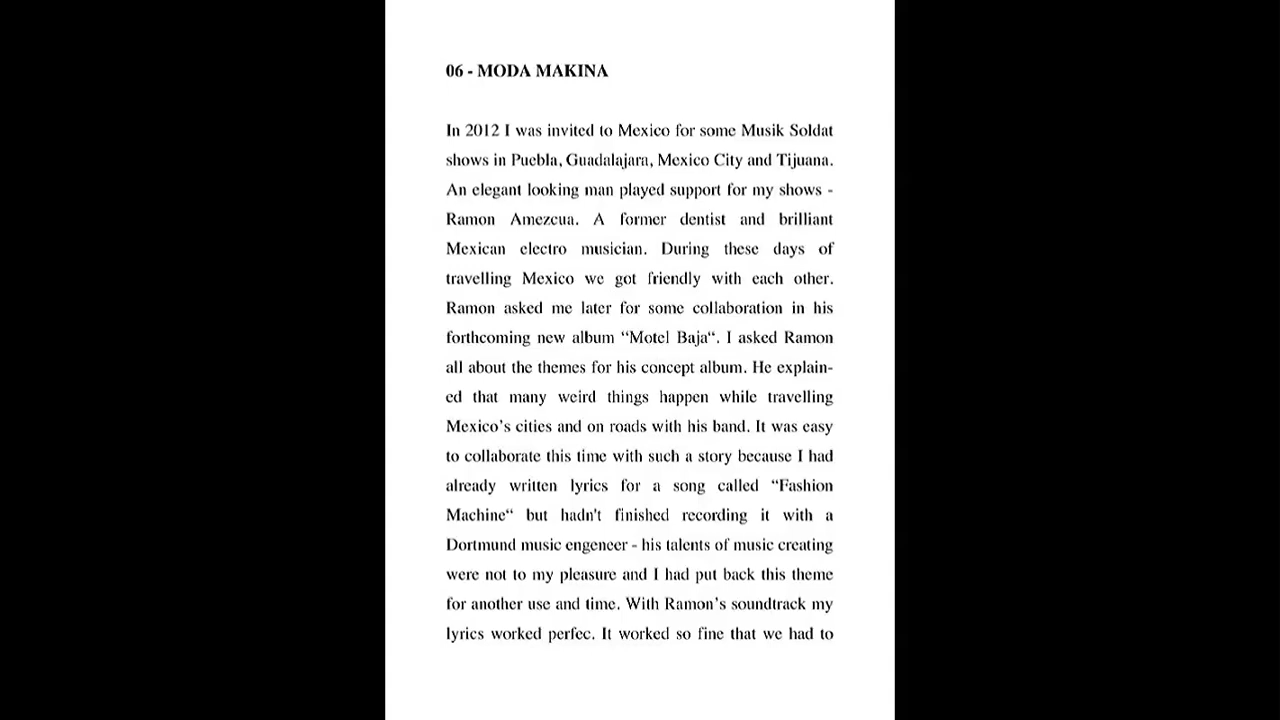 06 - MODA MAKINA
In 2012 I was invited to Mexico for some Musik Soldat
shows in Puebla, Guadalajara, Mexico City and Tijuana.
An elegant looking man played support for my shows -
Ramon Amezcua. A former dentist and brilliant
Mexican electro musician. During these days of
travelling Mexico we got friendly with each other.
Ramon asked me later for some collaboration in his
forthcoming new album “Motel Baja“. I asked Ramon
all about the themes for his concept album. He explain-
ed that many weird things happen while travelling
Mexico’s cities and on roads with his band. It was easy
to collaborate this time with such a story because I had
already written lyrics for a song called “Fashion
Machine“ but hadn't finished recording it with a
Dortmund music engeneer - his talents of music creating
were not to my pleasure and I had put back this theme
for another use and time. With Ramon’s soundtrack my
lyrics worked perfec. It worked so fine that we had to